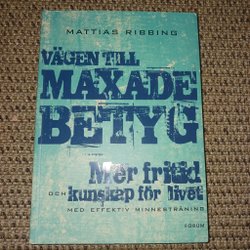 MATTIAS RIBBING
VÄGEN TILL
MAXADE
BETYG
Mer fritid
OCH kunskap för livet
MED EFFEKTIV MINNESTRÄNING
FORUM